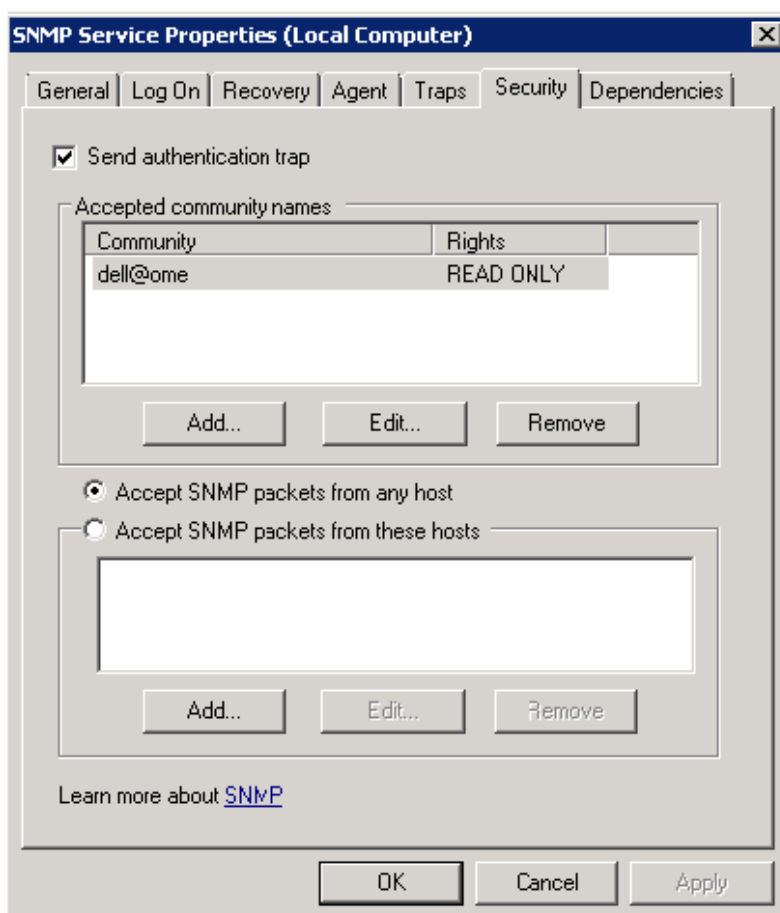 SNMP Service Properties (Local Computer)
General Log On Recovery Agent Traps Security Dependencies
Send authentication trap
Accepted community names
Community Rights
dell@ome READ ONLY
Add... Edit... Remove
Accept SNMP packets from any host
Accept SNMP packets from these hosts
Add... Edit... Remove
Learn more about SNMP
OK Cancel Apply